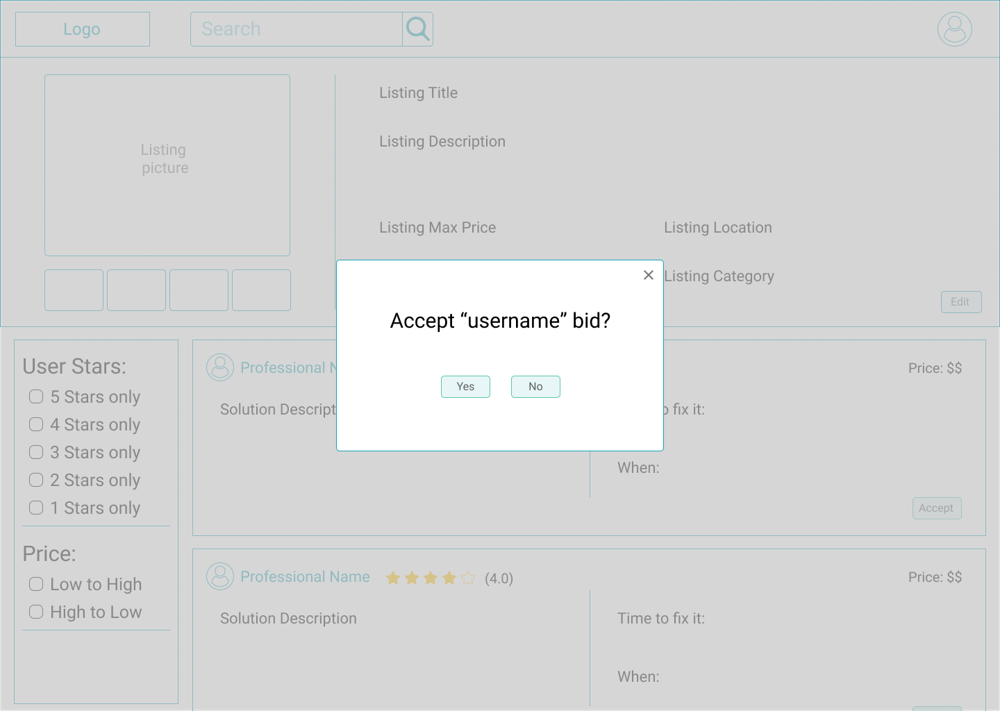 Logo
Search
Listing
picture
Listing Title
Listing Description
Listing Max Price
Listing Location
Listing Category
Edit
Accept “username” bid?
Yes
No
User Stars:
5 Stars only
4 Stars only
3 Stars only
2 Stars only
1 Stars only
Price:
Low to High
High to Low
Professional
Price: $$
Solution
fix it:
When:
Accept
Professional Name
(4.0)
Price: $$
Solution Description
Time to fix it:
When: